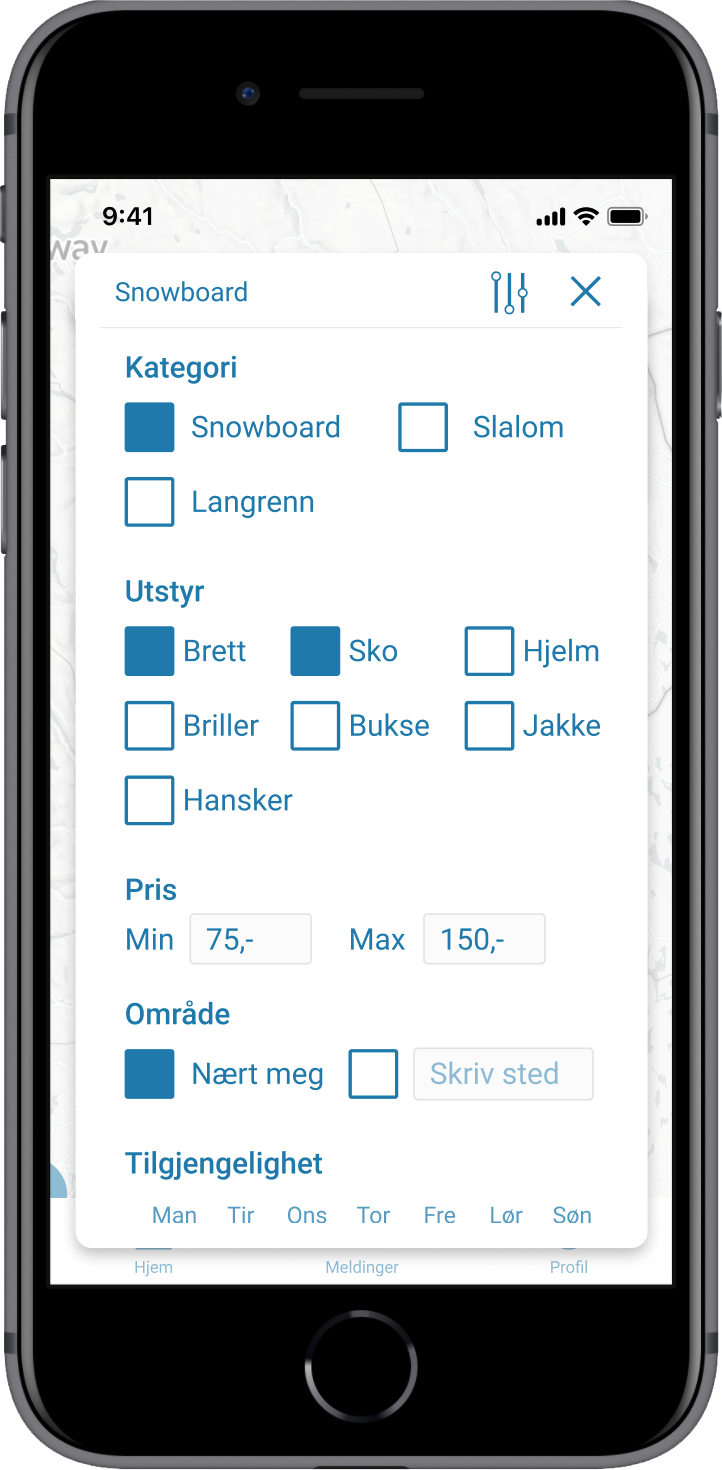 9:41
way
Snowboard
Kategori
Snowboard Slalom
Langrenn
Utstyr
Brett Sko Hjelm
Briller Bukse Jakke
Hansker
Pris
Min 75,- Max 150,-
Område
Nært meg Skriv sted
Tilgjengelighet
Man Tir Ons Tor Fre Lør Søn
Hjem Meldinger Profil